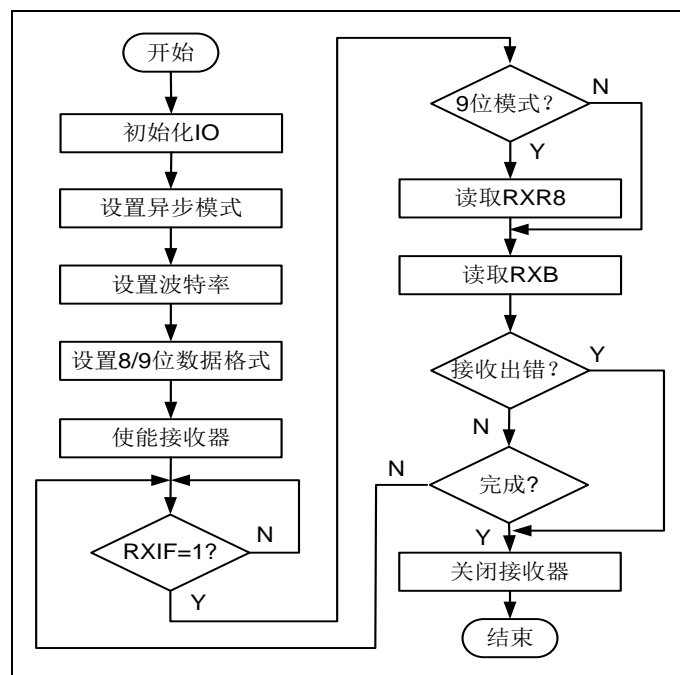 开始
初始化IO
设置异步模式
设置波特率
设置8/9位数据格式
使能接收器
RXIF=1?
N
Y
9位模式？
N
Y
读取RXR8
读取RXB
接收出错？
Y
N
完成?
N
Y
关闭接收器
结束